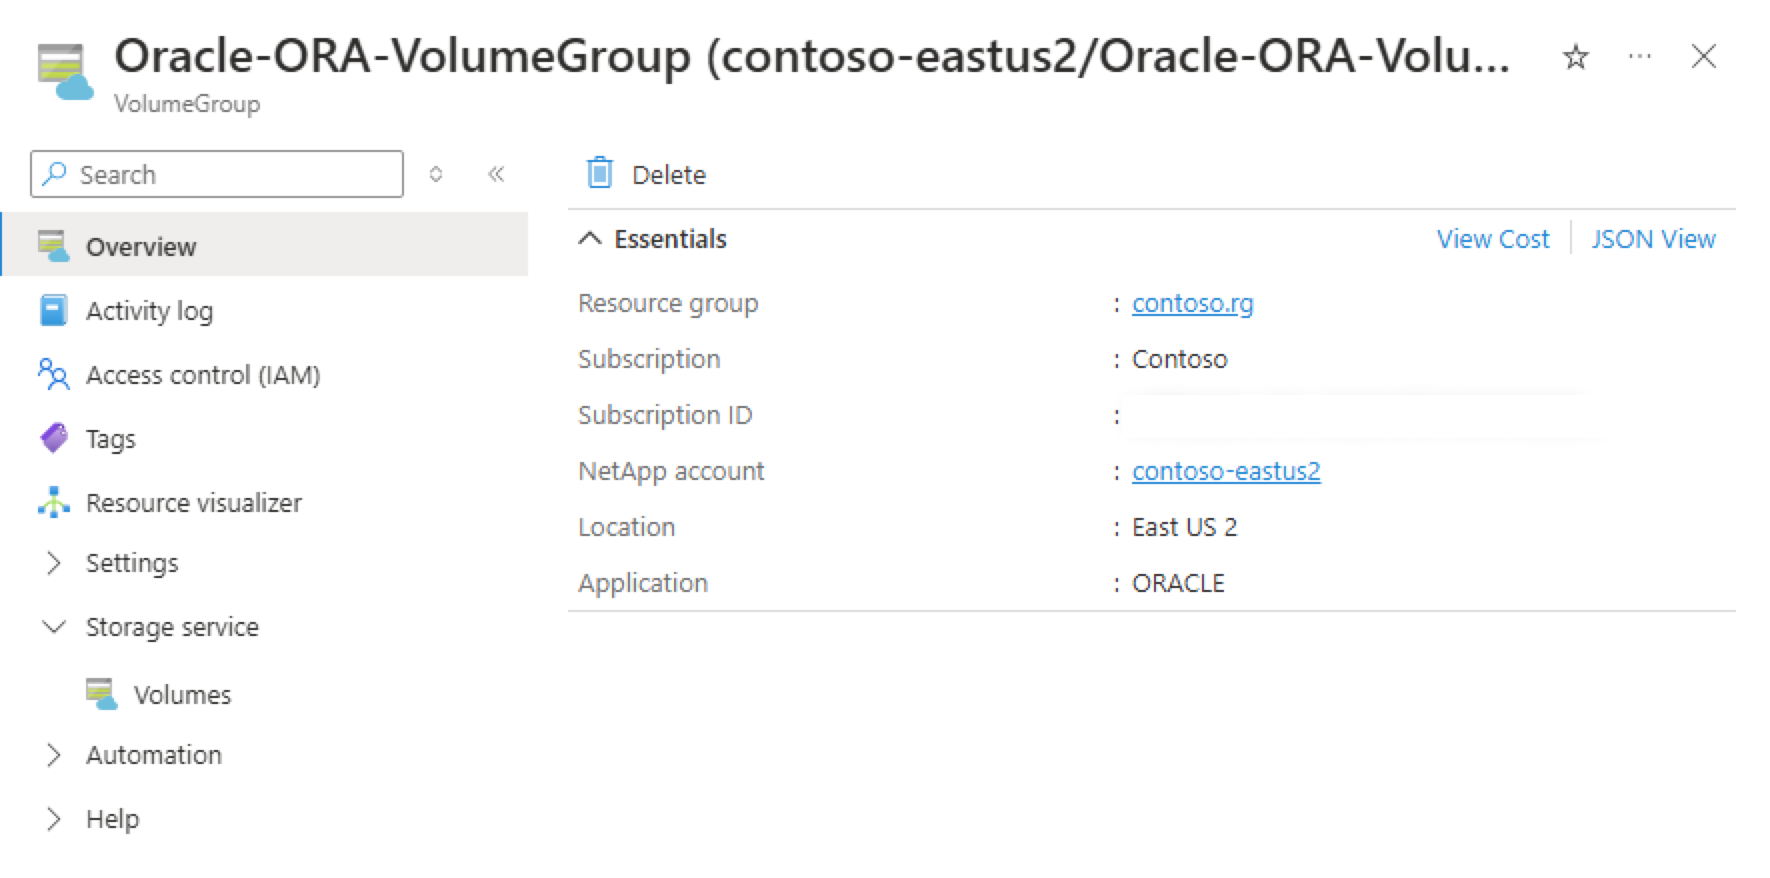 Oracle-ORA-VolumeGroup (contoso-eastus2/Oracle-ORA-Volu...
VolumeGroup
Search
Overview
Activity log
Access control (IAM)
Tags
Resource visualizer
Settings
Storage service
Volumes
Automation
Help
Delete
Essentials
View Cost
JSON View
Resource group : contoso.rg
Subscription : Contoso
Subscription ID :
NetApp account : contoso-eastus2
Location : East US 2
Application : ORACLE